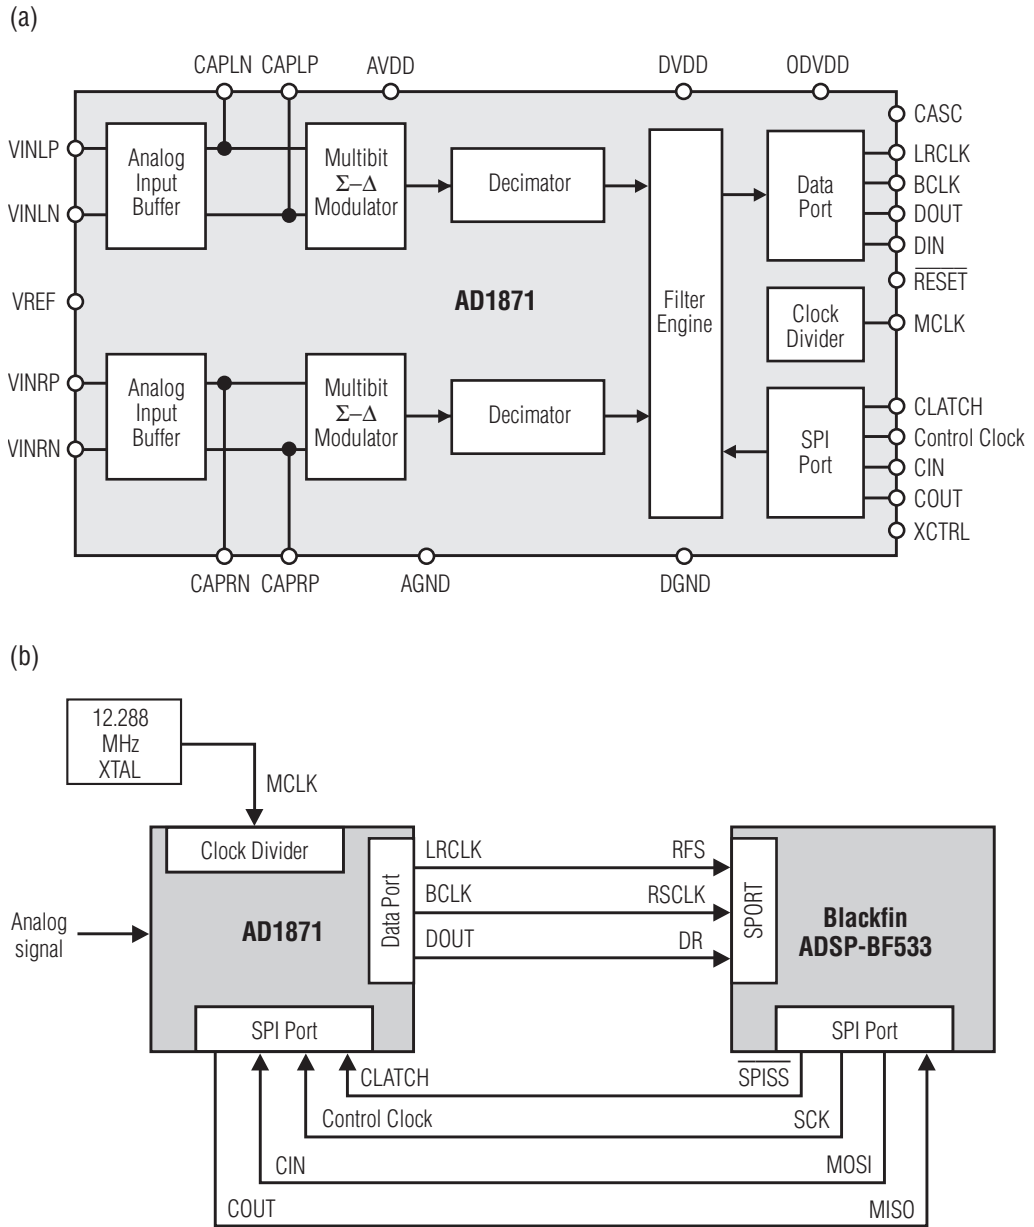 (a)
CAPLN CAPLP AVDD DVDD ODVDD
CASC
VINLP
Analog
Input
Buffer
Multibit
Σ–Δ
Modulator
Decimator
Data
Port
LRCLK
BCLK
DOUT
DIN
VINLN
VREF
AD1871
Filter
Engine
RESET
Clock
Divider
MCLK
VINRP
Analog
Input
Buffer
Multibit
Σ–Δ
Modulator
Decimator
SPI
Port
CLATCH
Control Clock
CIN
COUT
VINRN
XCTRL
CAPRN CAPRP AGND DGND
(b)
12.288
MHz
XTAL
MCLK
Clock Divider
Data Port
LRCLK RFS
BCLK RSCLK
DOUT DR
SPORT
Analog
signal
AD1871
Blackfin
ADSP-BF533
SPI Port
SPI Port
CLATCH SPISS
Control Clock SCK
CIN MOSI
COUT MISO